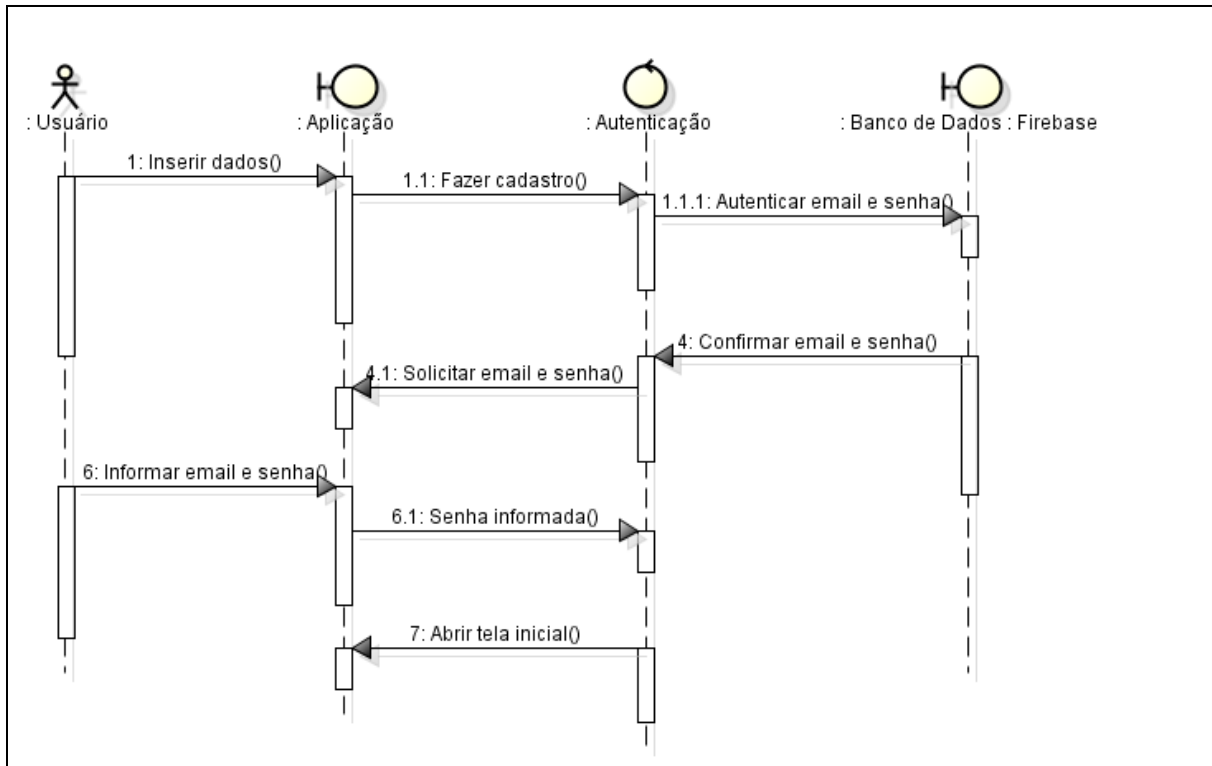 : Usuário
: Aplicação
: Autenticação
: Banco de Dados : Firebase
1: Inserir dados()
1.1: Fazer cadastro()
1.1.1: Autenticar email e senha()
4: Confirmar email e senha()
4.1: Solicitar email e senha()
6: Informar email e senha()
6.1: Senha informada()
7: Abrir tela inicial()